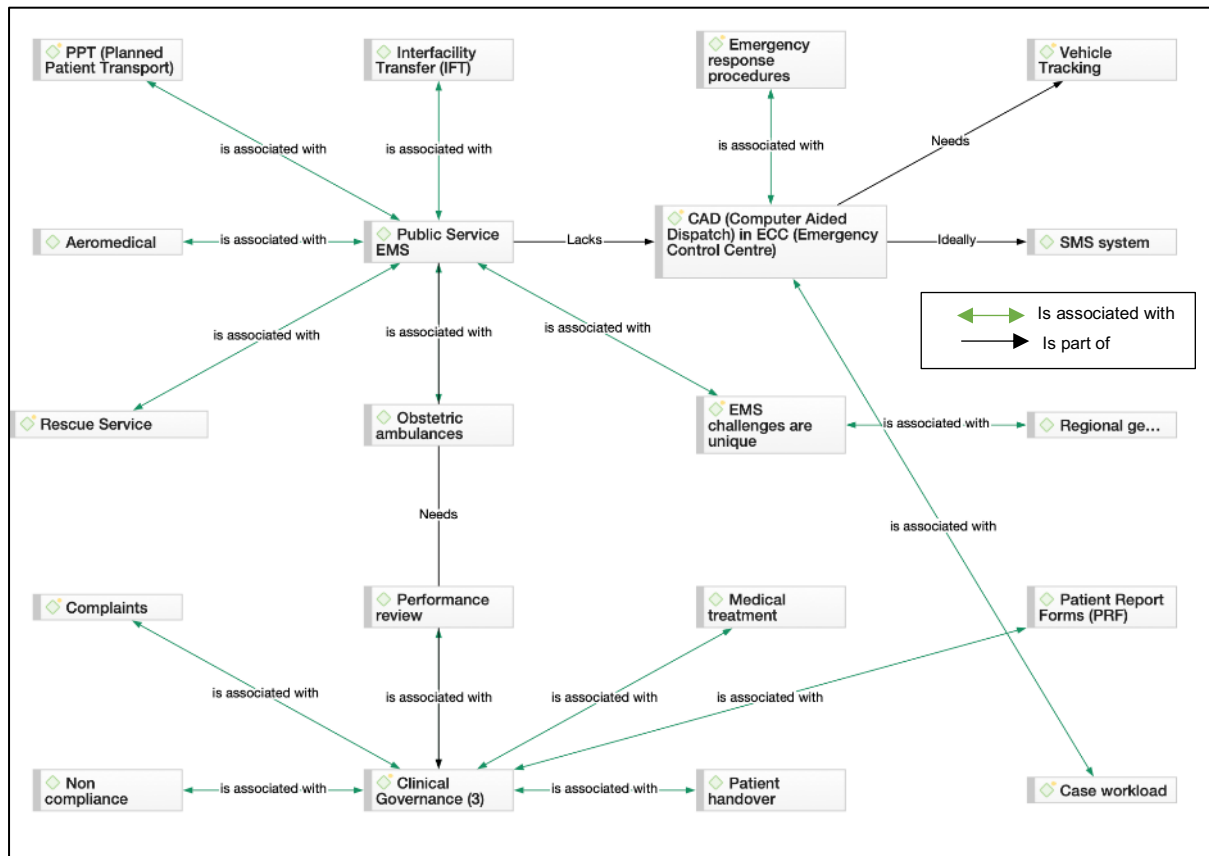 PPT (Planned
Patient Transport)
Interfacility
Transfer (IFT)
Emergency
response
procedures
Vehicle
Tracking
is associated with
is associated with
is associated with
Needs
Aeromedical
is associated with
Public Service
EMS
Lacks
CAD (Computer Aided
Dispatch) in ECC (Emergency
Control Centre)
Ideally
SMS system
Is associated with
Is part of
is associated with
is associated with
is associated with
Rescue Service
Obstetric
ambulances
EMS
challenges are
unique
is associated with
Regional ge...
Needs
is associated with
Complaints
Performance
review
Medical
treatment
Patient Report
Forms (PRF)
is associated with
is associated with
is associated with
is associated with
Non
compliance
is associated with
Clinical
Governance (3)
is associated with
Patient
handover
Case workload